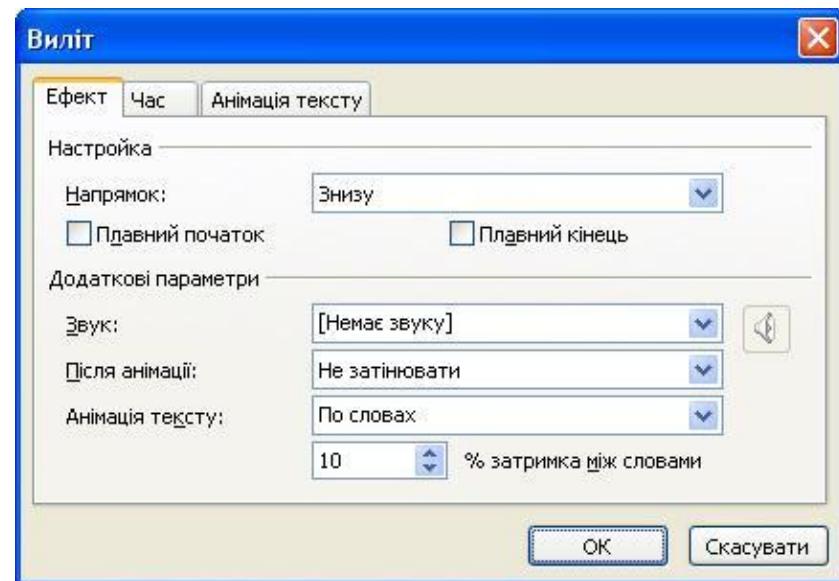 Виліт
Ефект Час Анімація тексту
Настройка
Напрямок: Знизу
Плавний початок Плавний кінець
Додаткові параметри
Звук: [Немає звуку]
Після анімації: Не затінювати
Анімація тексту: По словах
10 % затримка між словами
ОК Скасувати